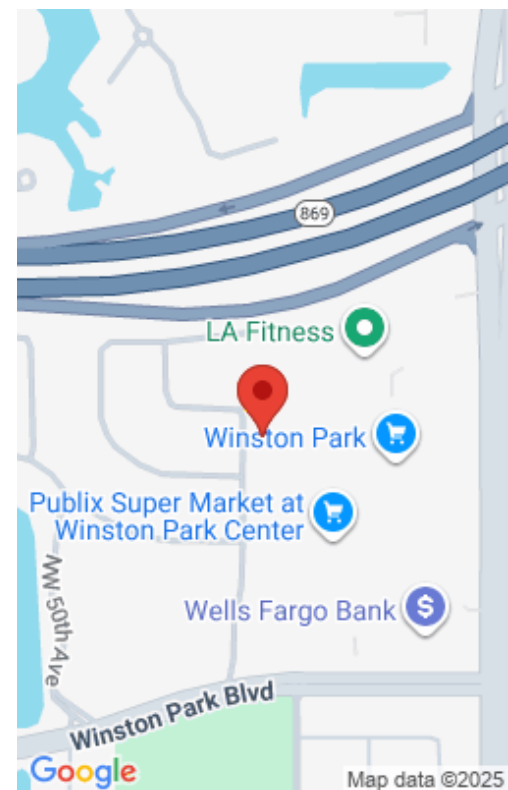 869
LA Fitness
Winston Park
Publix Super Market at
Winston Park Center
NW 50th Ave
Wells Fargo Bank
Winston Park Blvd
Google
Map data ©2025